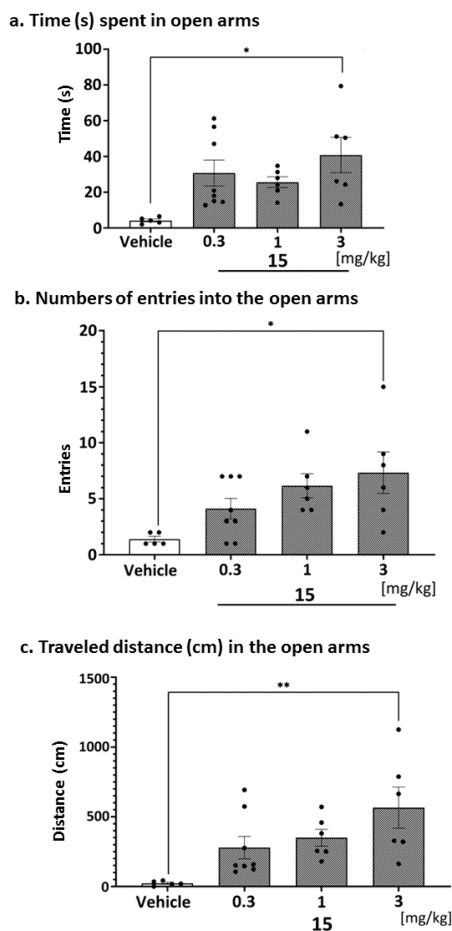 a. Time (s) spent in open arms
*
100
80
60
40
20
0
Time (s)
Vehicle 0.3 1 3
15 [mg/kg]
b. Numbers of entries into the open arms
*
20
15
10
5
0
Entries
Vehicle 0.3 1 3
15 [mg/kg]
c. Traveled distance (cm) in the open arms
**
1500
1000
500
0
Distance (cm)
Vehicle 0.3 1 3
15 [mg/kg]